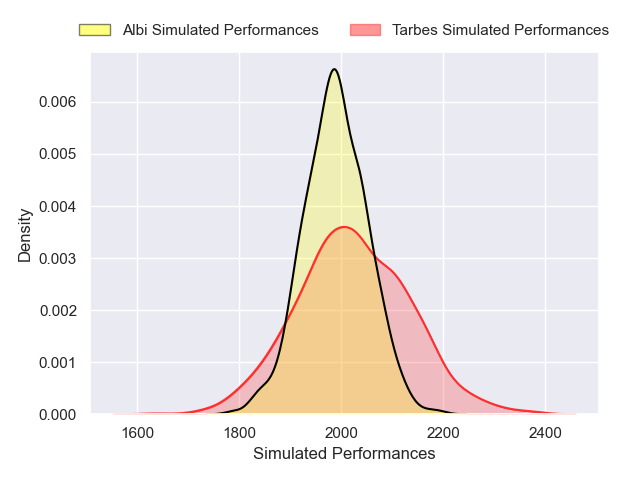 Albi Simulated Performances Tarbes Simulated Performances
0.006
0.005
0.004
0.003
0.002
0.001
0.000
Density
1600 1800 2000 2200 2400
Simulated Performances